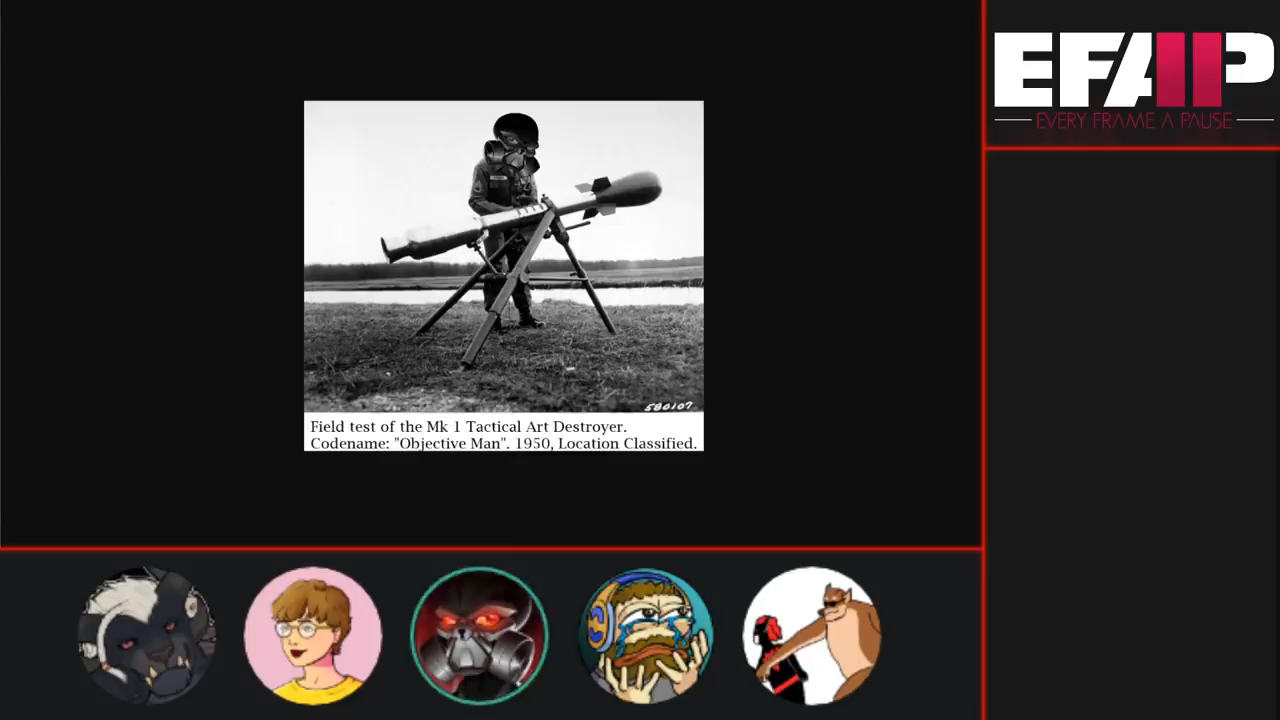 EFAP
EVERY FRAME A PAUSE
580107
Field test of the Mk 1 Tactical Art Destroyer.
Codename: "Objective Man". 1950, Location Classified.